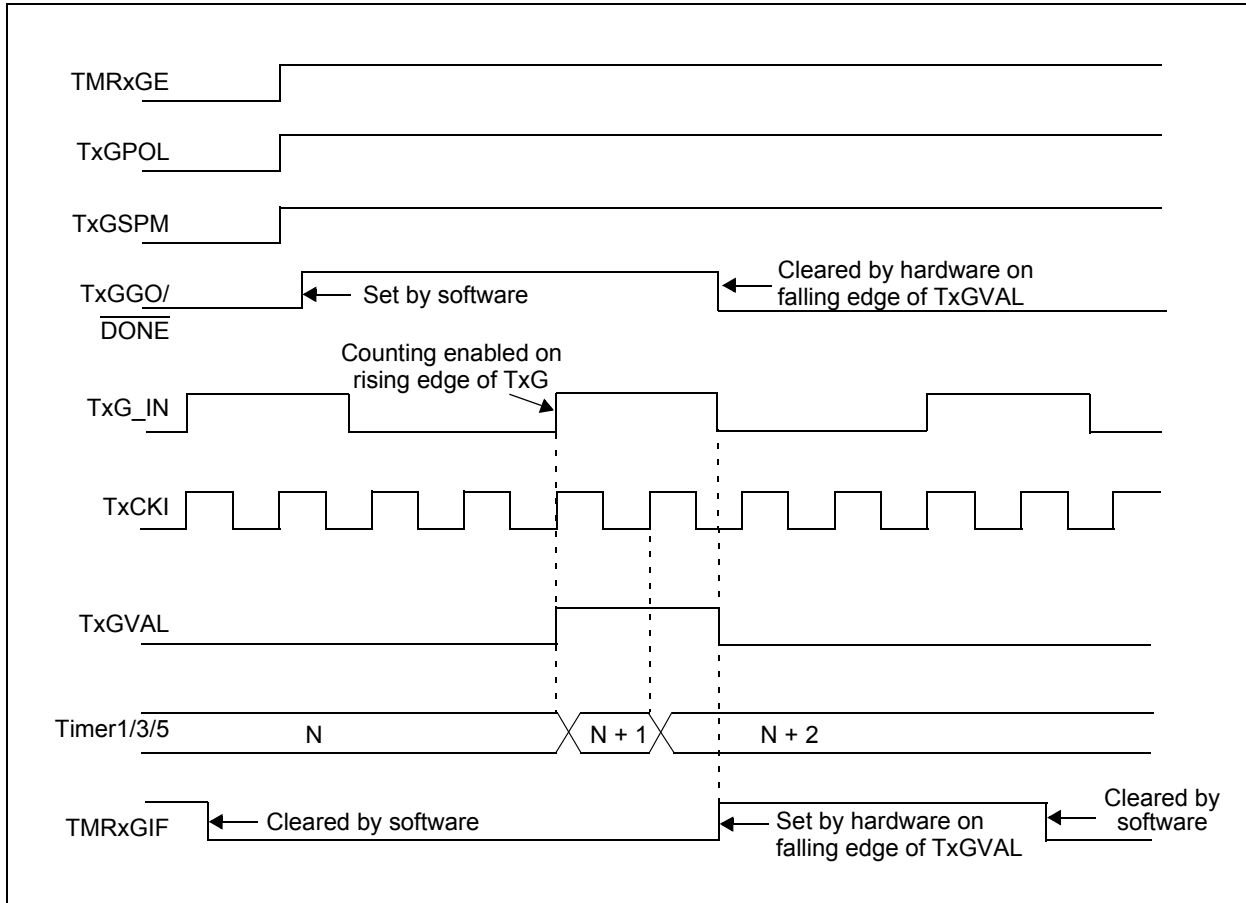 TMRxGE
TxGPOL
TxGSPM
TxGGO/
DONE
Set by software
Cleared by hardware on
falling edge of TxGVAL
Counting enabled on
rising edge of TxG
TxG_IN
TxCKI
TxGVAL
Timer1/3/5
N
N + 1
N + 2
TMRxGIF
Cleared by software
Set by hardware on
falling edge of TxGVAL
Cleared by
software